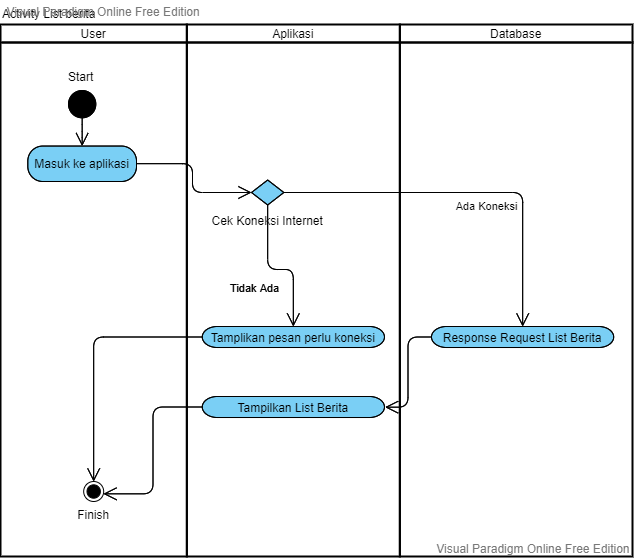 Visual Paradigm Online Free Edition
Activity List berita
User
Aplikasi
Database
Start
Masuk ke aplikasi
Cek Koneksi Internet
Ada Koneksi
Tidak Ada
Tamplikan pesan perlu koneksi
Response Request List Berita
Tampilkan List Berita
Finish
Visual Paradigm Online Free Edition